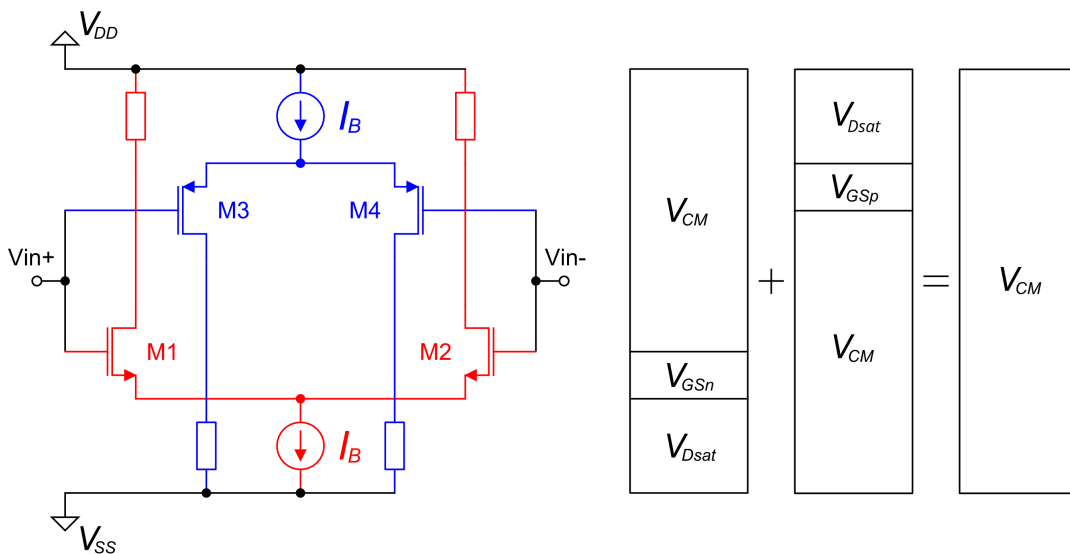 VDD
IB
M3
M4
Vin+
Vin-
M1
M2
IB
VSS
VCM
VGSn
VDsat
+
VDsat
VGSp
VCM
=
VCM